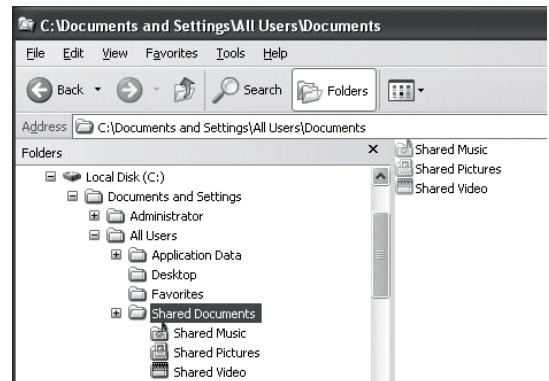 C:\Documents and Settings\All Users\Documents
File Edit View Favorites Tools Help
Back Search Folders
Address C:\Documents and Settings\All Users\Documents
Folders x
Local Disk (C:)
Documents and Settings
Administrator
All Users
Application Data
Desktop
Favorites
Shared Documents
Shared Music
Shared Pictures
Shared Video
Shared Music
Shared Pictures
Shared Video